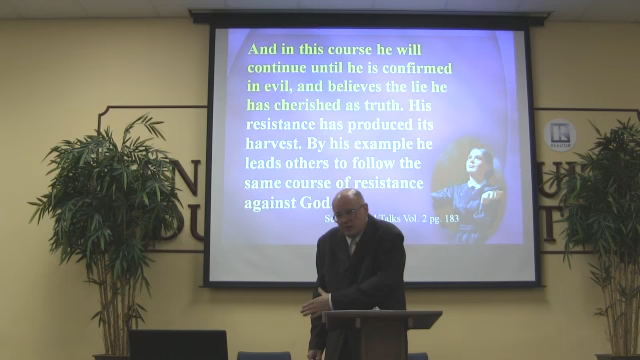 And in this course he will
continue until he is confirmed
in evil, and believes the lie he
has cherished as truth. His
resistance has produced its
harvest. By his example he
leads others to follow the
same course of resistance
against God
Talks Vol. 2 pg. 183
REALTOR